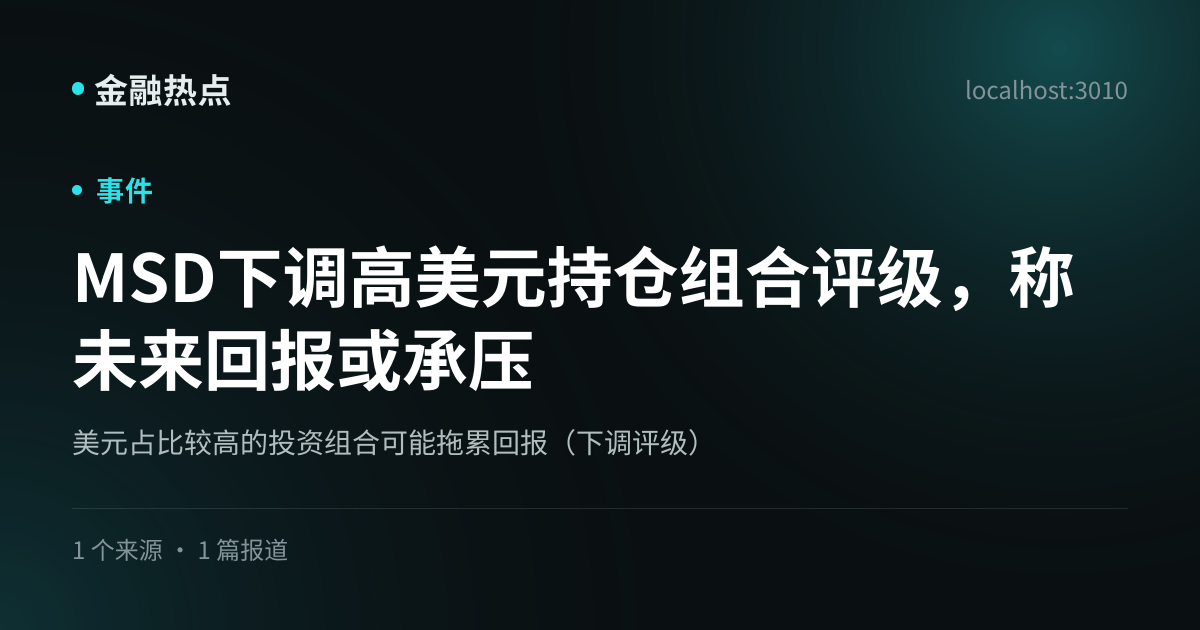 金融热点
localhost:3010
事件
MSD下调高美元持仓组合评级，称
未来回报或承压
美元占比较高的投资组合可能拖累回报（下调评级）
1 个来源 • 1 篇报道